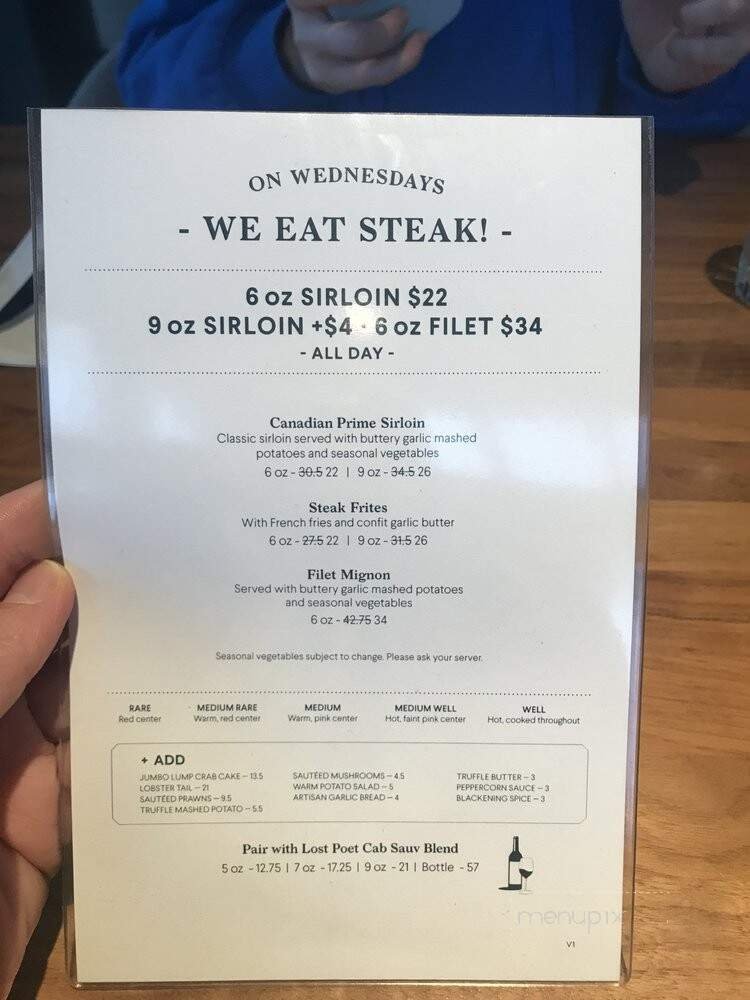 ON WEDNESDAYS
- WE EAT STEAK! -
6 oz SIRLOIN $22
9 oz SIRLOIN +$4 · 6 oz FILET $34
- ALL DAY -
Canadian Prime Sirloin
Classic sirloin served with buttery garlic mashed
potatoes and seasonal vegetables
6 oz - 30.5 22 | 9 oz - 34.5 26
Steak Frites
With French fries and confit garlic butter
6 oz - 27.5 22 | 9 oz - 31.5 26
Filet Mignon
Served with buttery garlic mashed potatoes
and seasonal vegetables
6 oz - 42.75 34
Seasonal vegetables subject to change. Please ask your server.
RARE MEDIUM RARE MEDIUM MEDIUM WELL WELL
Red center Warm, red center Warm, pink center Hot, faint pink center Hot, cooked throughout
+ ADD
JUMBO LUMP CRAB CAKE – 13.5 SAUTÉED MUSHROOMS – 4.5 TRUFFLE BUTTER – 3
LOBSTER TAIL – 21 WARM POTATO SALAD – 5 PEPPERCORN SAUCE – 3
SAUTÉED PRAWNS – 9.5 ARTISAN GARLIC BREAD – 4 BLACKENING SPICE – 3
TRUFFLE MASHED POTATO – 5.5
Pair with Lost Poet Cab Sauv Blend
5 oz - 12.75 | 7 oz - 17.25 | 9 oz - 21 | Bottle - 57
menupix
V1